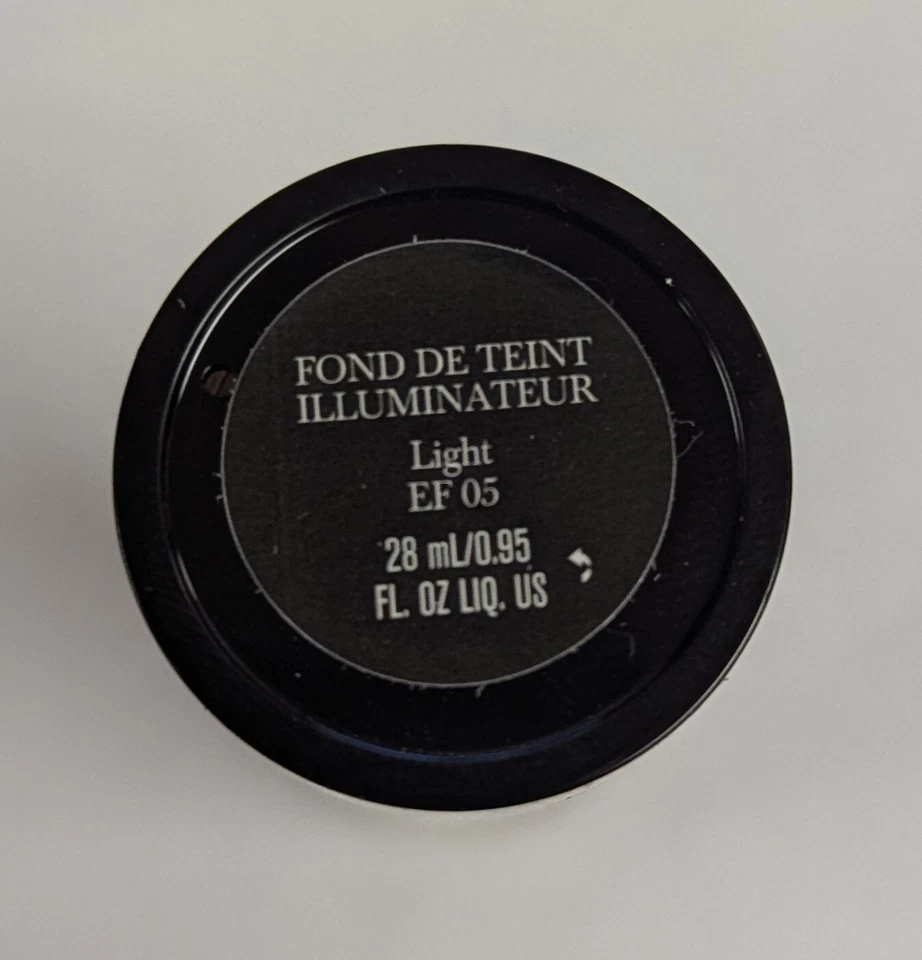 FOND DE TEINT
ILLUMINATEUR
Light
EF 05
28 mL/0.95
FL. OZ LIQ. US